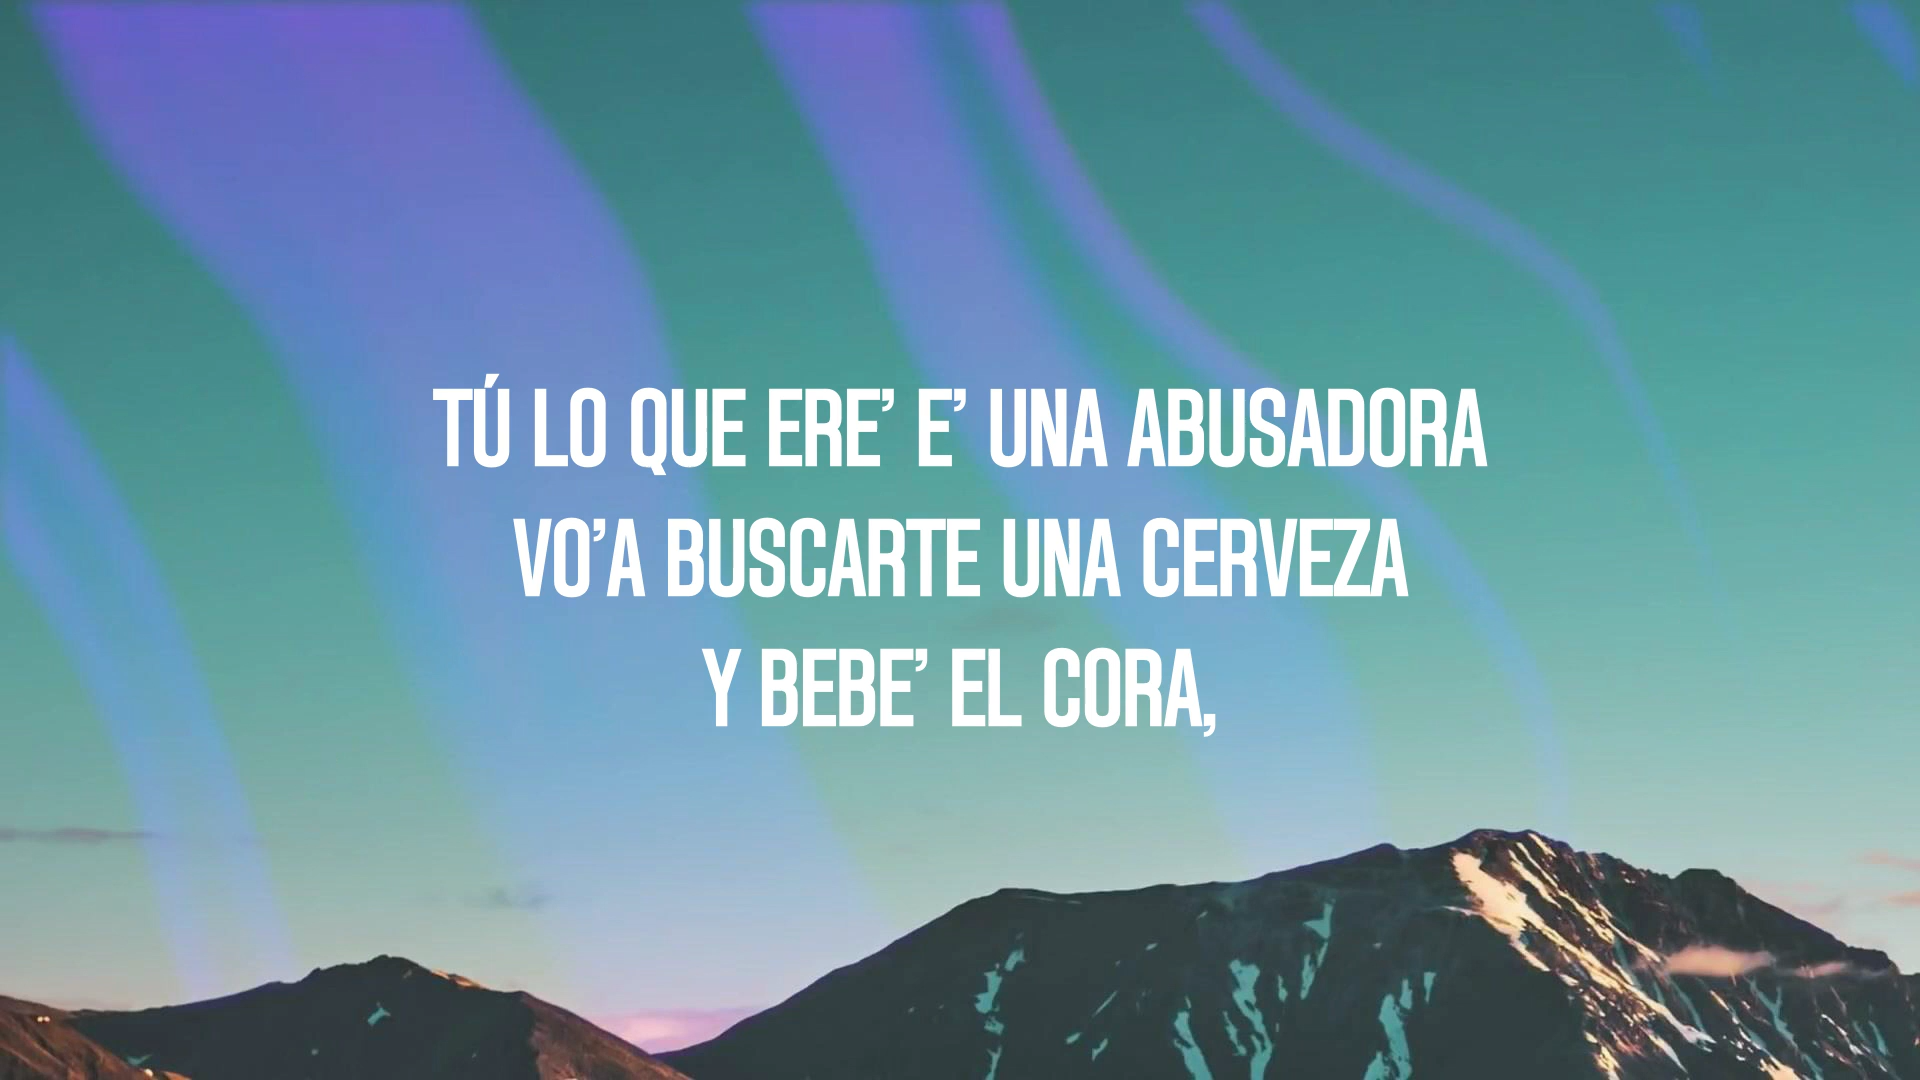 TÚ LO QUE ERE’ E’ UNA ABUSADORA
VO’A BUSCARTE UNA CERVEZA
Y BEBE’ EL CORA,